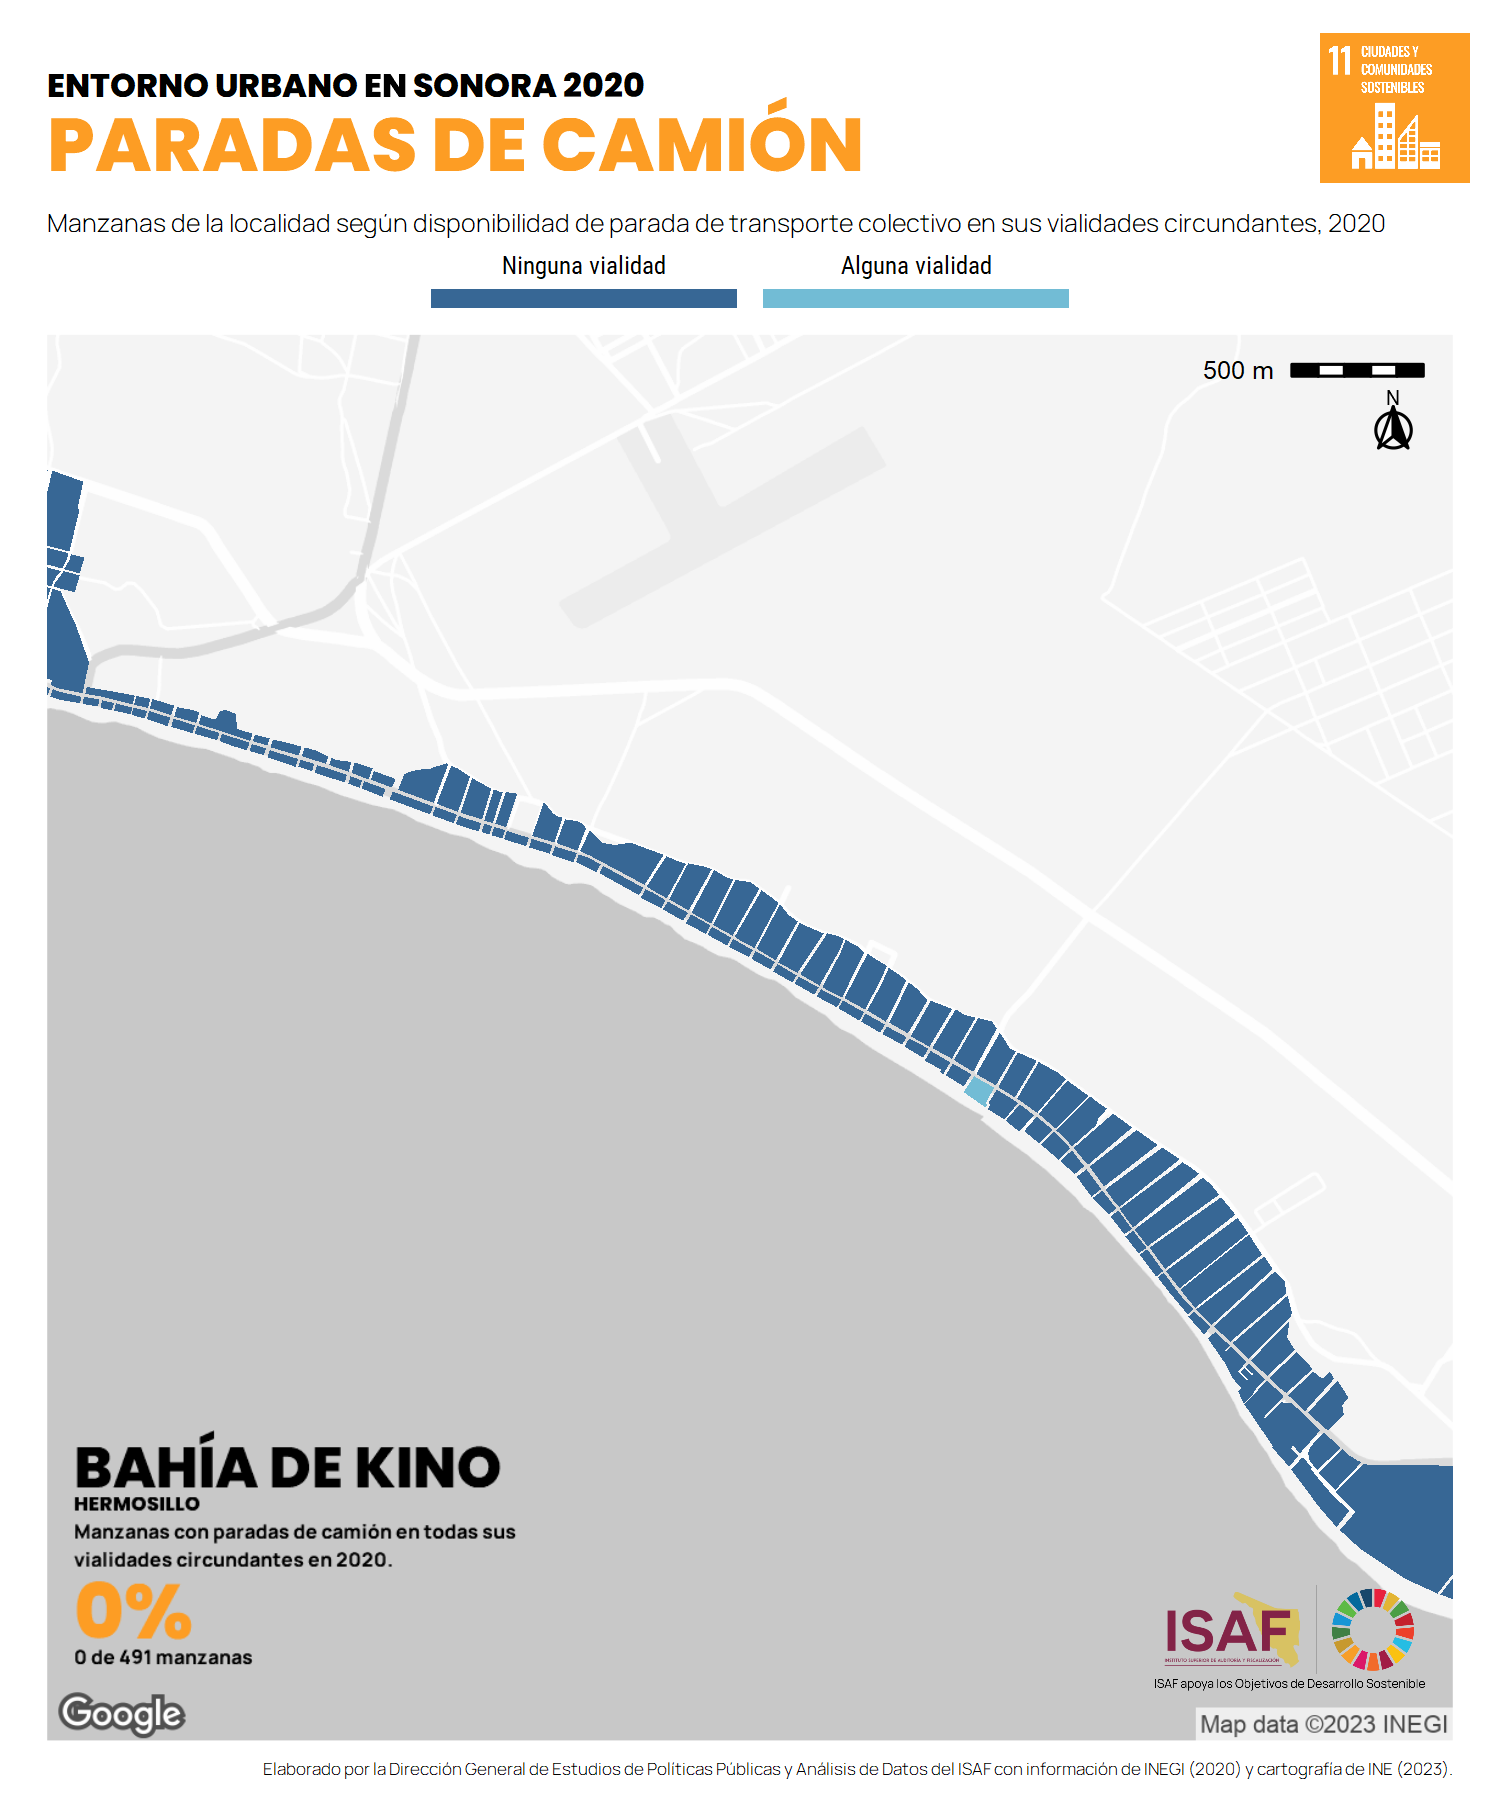 ENTORNO URBANO EN SONORA 2020
PARADAS DE CAMIÓN
11 CIUDADES Y
COMUNIDADES
SOSTENIBLES
Manzanas de la localidad según disponibilidad de parada de transporte colectivo en sus vialidades circundantes, 2020
Ninguna vialidad
Alguna vialidad
500 m
N
BAHÍA DE KINO
HERMOSILLO
Manzanas con paradas de camión en todas sus
vialidades circundantes en 2020.
0%
0 de 491 manzanas
ISAF
INSTITUTO SUPERIOR DE AUDITORÍA Y FISCALIZACIÓN
ISAF apoya los Objetivos de Desarrollo Sostenible
Google
Map data ©2023 INEGI
Elaborado por la Dirección General de Estudios de Políticas Públicas y Análisis de Datos del ISAF con información de INEGI (2020) y cartografía de INE (2023).